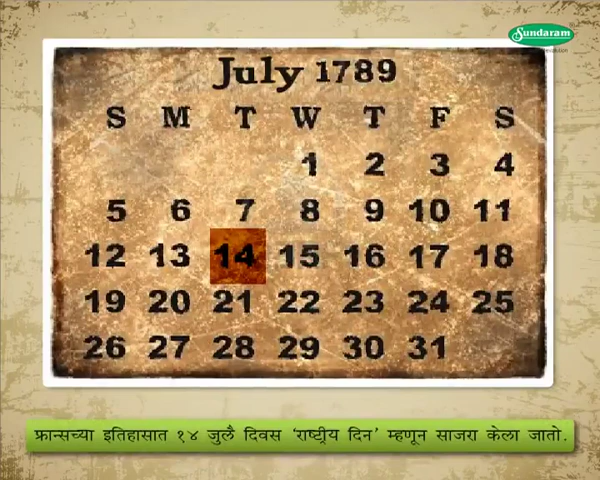 Sundaram
July 1789
S M T W T F S
1 2 3 4
5 6 7 8 9 10 11
12 13 14 15 16 17 18
19 20 21 22 23 24 25
26 27 28 29 30 31
फ्रान्सच्या इतिहासात १४ जुलै दिवस ‘राष्ट्रीय दिन’ म्हणून साजरा केला जातो.